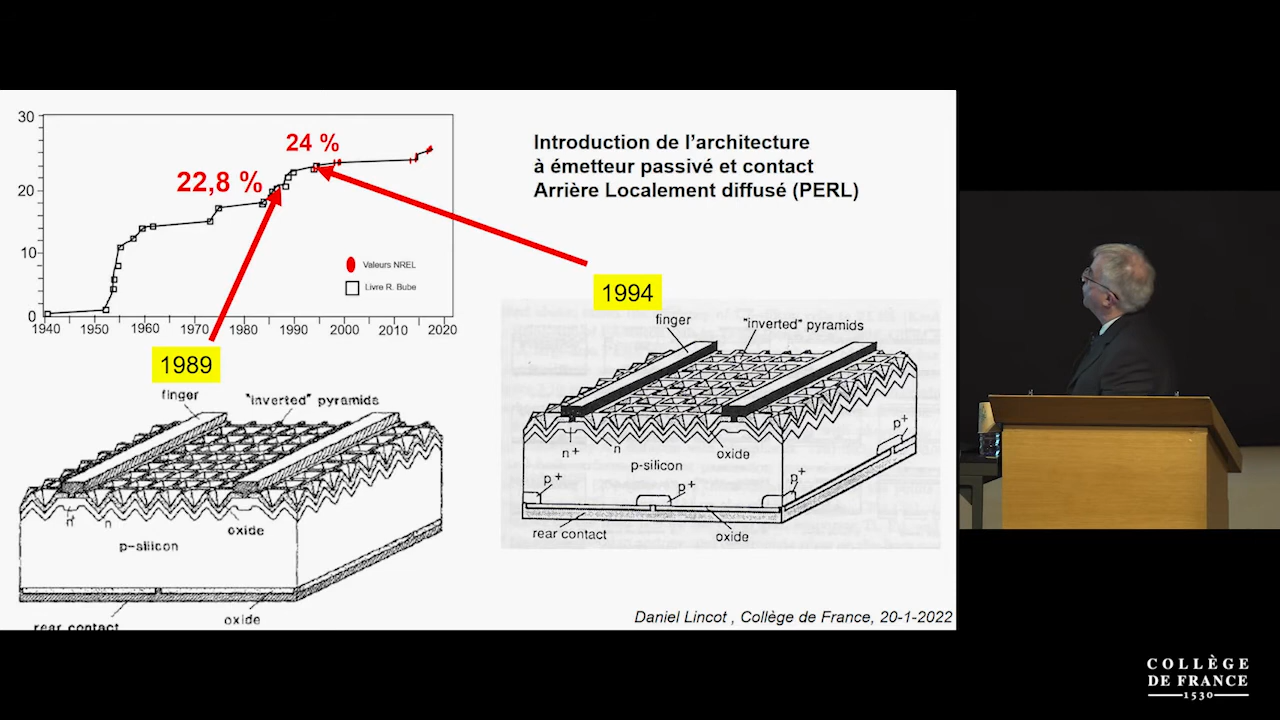 30
20
10
0
1940
1950
1960
1970
1980
1990
2000
2010
2020
24 %
22,8 %
Valeurs NREL
Livre R. Bube
Introduction de l'architecture
à émetteur passivé et contact
Arrière Localement diffusé (PERL)
1989
1994
finger
"inverted" pyramids
n+
n
oxide
p-silicon
rear contact
oxide
finger
"inverted" pyramids
n+
n
oxide
p-silicon
p+
p+
p+
p+
rear contact
oxide
Daniel Lincot , Collège de France, 20-1-2022
COLLÈGE
DE FRANCE
1530